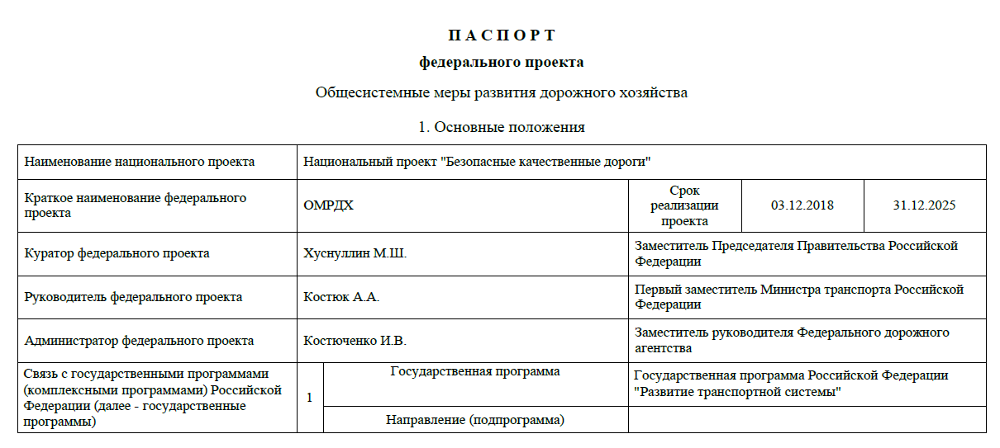 П А С П О Р Т
федерального проекта
Общесистемные меры развития дорожного хозяйства
1. Основные положения
Наименование национального проекта
Национальный проект "Безопасные качественные дороги"
Краткое наименование федерального
проекта
ОМРДХ
Срок
реализации
проекта
03.12.2018
31.12.2025
Куратор федерального проекта
Хуснуллин М.Ш.
Заместитель Председателя Правительства Российской
Федерации
Руководитель федерального проекта
Костюк А.А.
Первый заместитель Министра транспорта Российской
Федерации
Администратор федерального проекта
Костюченко И.В.
Заместитель руководителя Федерального дорожного
агентства
Связь с государственными программами
(комплексными программами) Российской
Федерации (далее - государственные
программы)
1
Государственная программа
Государственная программа Российской Федерации
"Развитие транспортной системы"
Направление (подпрограмма)